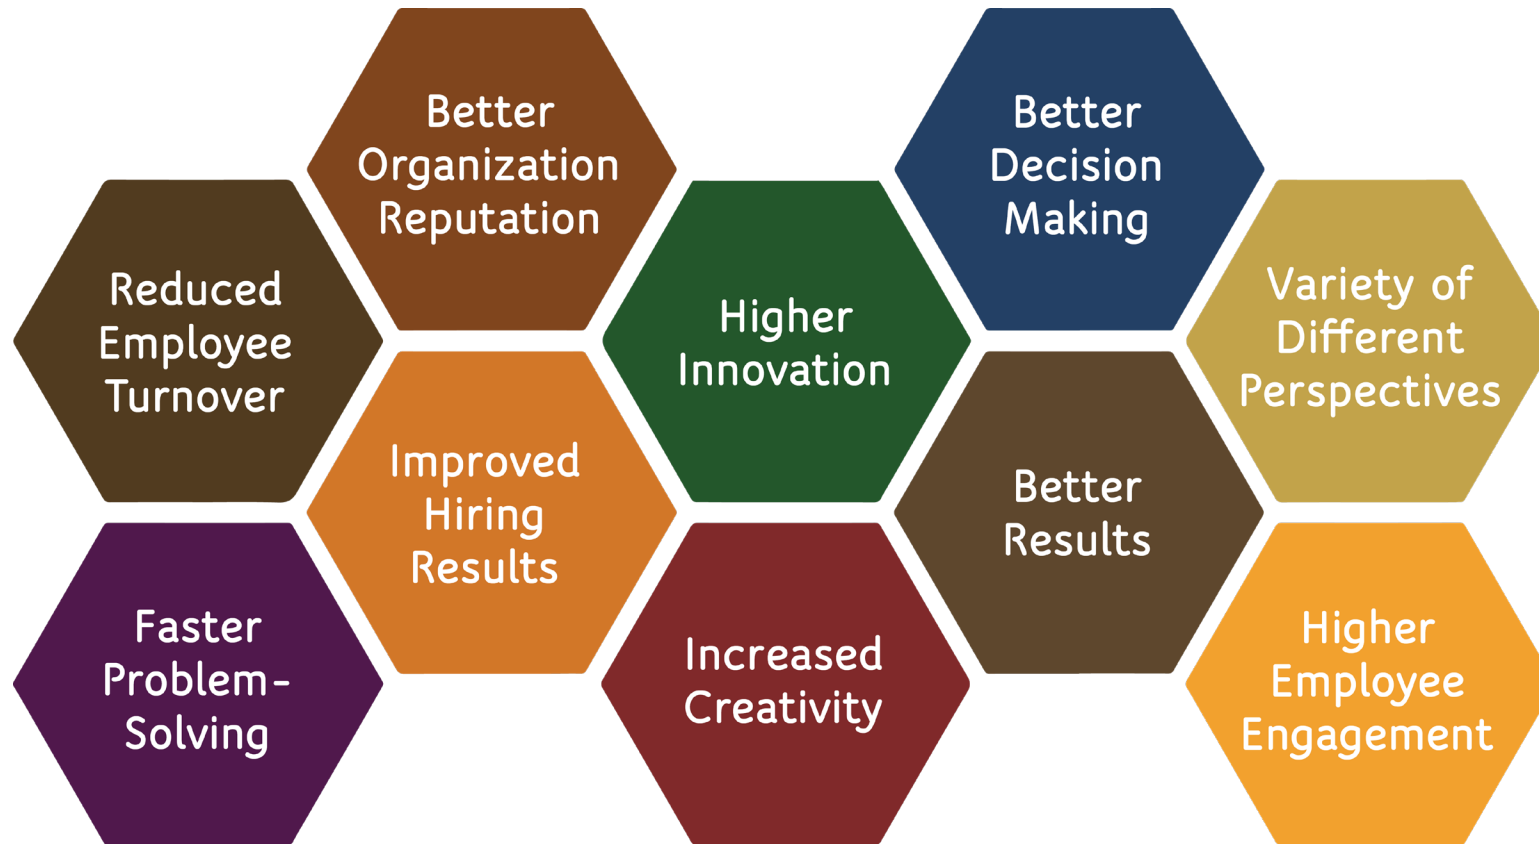 Better
Organization
Reputation
Better
Decision
Making
Reduced
Employee
Turnover
Higher
Innovation
Variety of
Different
Perspectives
Improved
Hiring
Results
Better
Results
Faster
Problem-
Solving
Increased
Creativity
Higher
Employee
Engagement